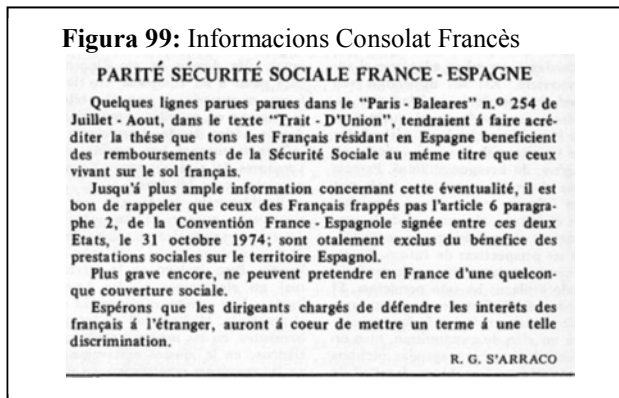 Figura 99: Informacions Consolat Francès
PARITÉ SÉCURITÉ SOCIALE FRANCE - ESPAGNE
Quelques lignes parues parues dans le "Paris - Baleares" n.º 254 de
Juillet - Aout, dans le texte "Trait - D'Union", tendraient á faire acré-
diter la thése que tons les Français résidant en Espagne beneficient
des remboursements de la Sécurité Sociale au méme titre que ceux
vivant sur le sol français.
Jusqu'á plus ample information concernant cette éventualité, il est
bon de rappeler que ceux des Français frappés pas l'article 6 paragra-
phe 2, de la Conventión France - Espagnole signée entre ces deux
Etats, le 31 octobre 1974; sont otalement exclus du bénefice des
prestations sociales sur le territoire Espagnol.
Plus grave encore, ne peuvent pretendre en France d'une quelcon-
que couverture sociale.
Espérons que les dirigeants chargés de défendre les interèts des
français á l'étranger, auront á coeur de mettre un terme á une telle
discrimination.
R. G. S'ARRACO